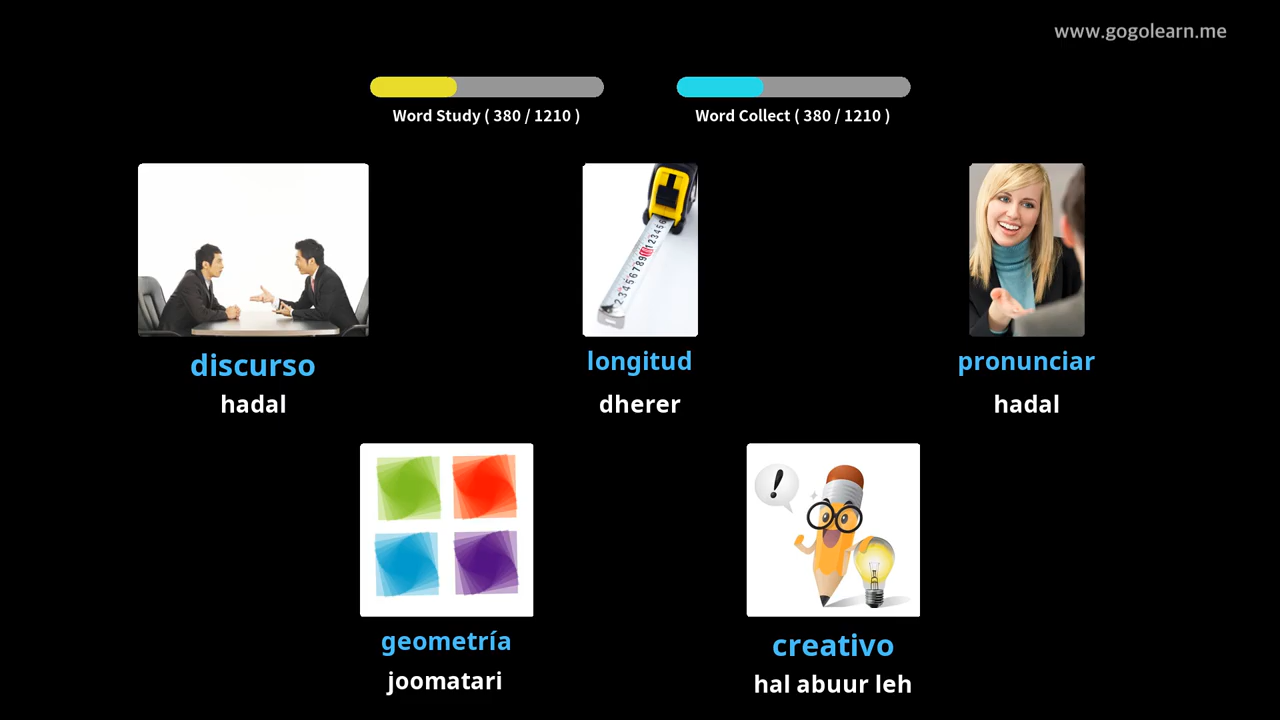 www.gogolearn.me
Word Study ( 380 / 1210 )
Word Collect ( 380 / 1210 )
discurso
hadal
longitud
dherer
pronunciar
hadal
geometría
joomatari
creativo
hal abuur leh